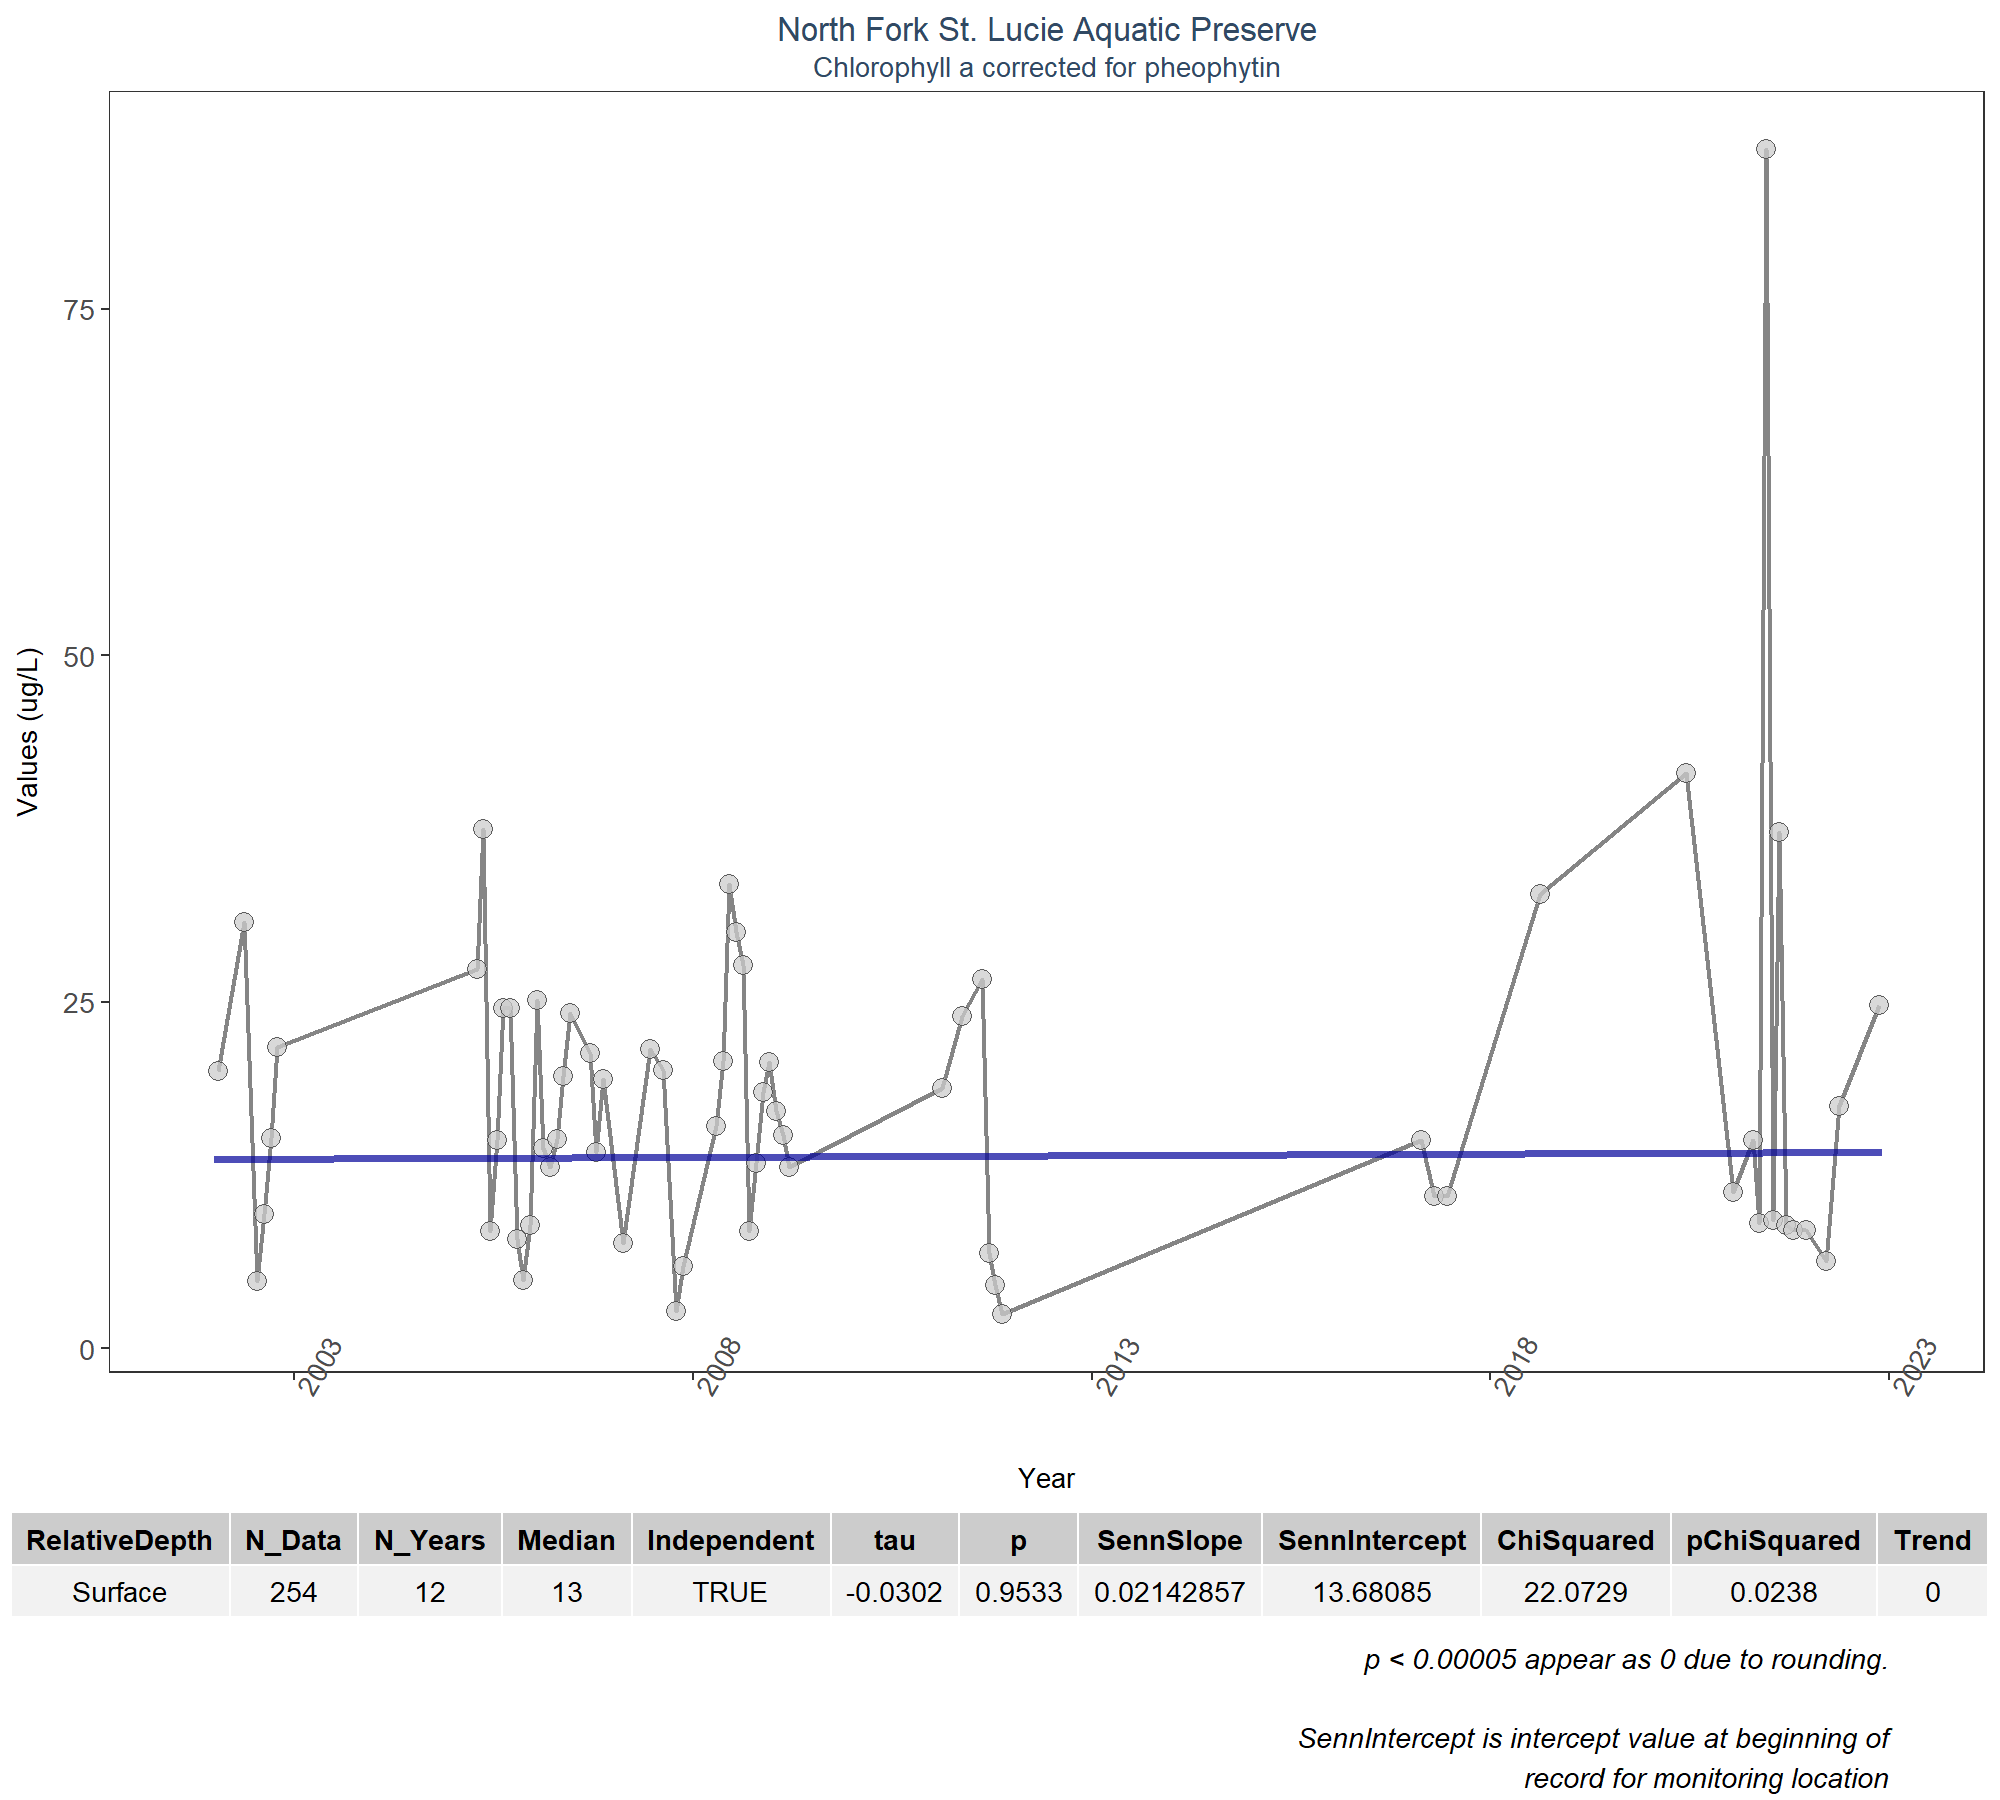 North Fork St. Lucie Aquatic Preserve
Chlorophyll a corrected for pheophytin
Values (ug/L)
75
50
25
0
2003 2008 2013 2018 2023
Year
RelativeDepth N_Data N_Years Median Independent tau p SennSlope SennIntercept ChiSquared pChiSquared Trend
Surface 254 12 13 TRUE -0.0302 0.9533 0.02142857 13.68085 22.0729 0.0238 0
p < 0.00005 appear as 0 due to rounding.
SennIntercept is intercept value at beginning of
record for monitoring location